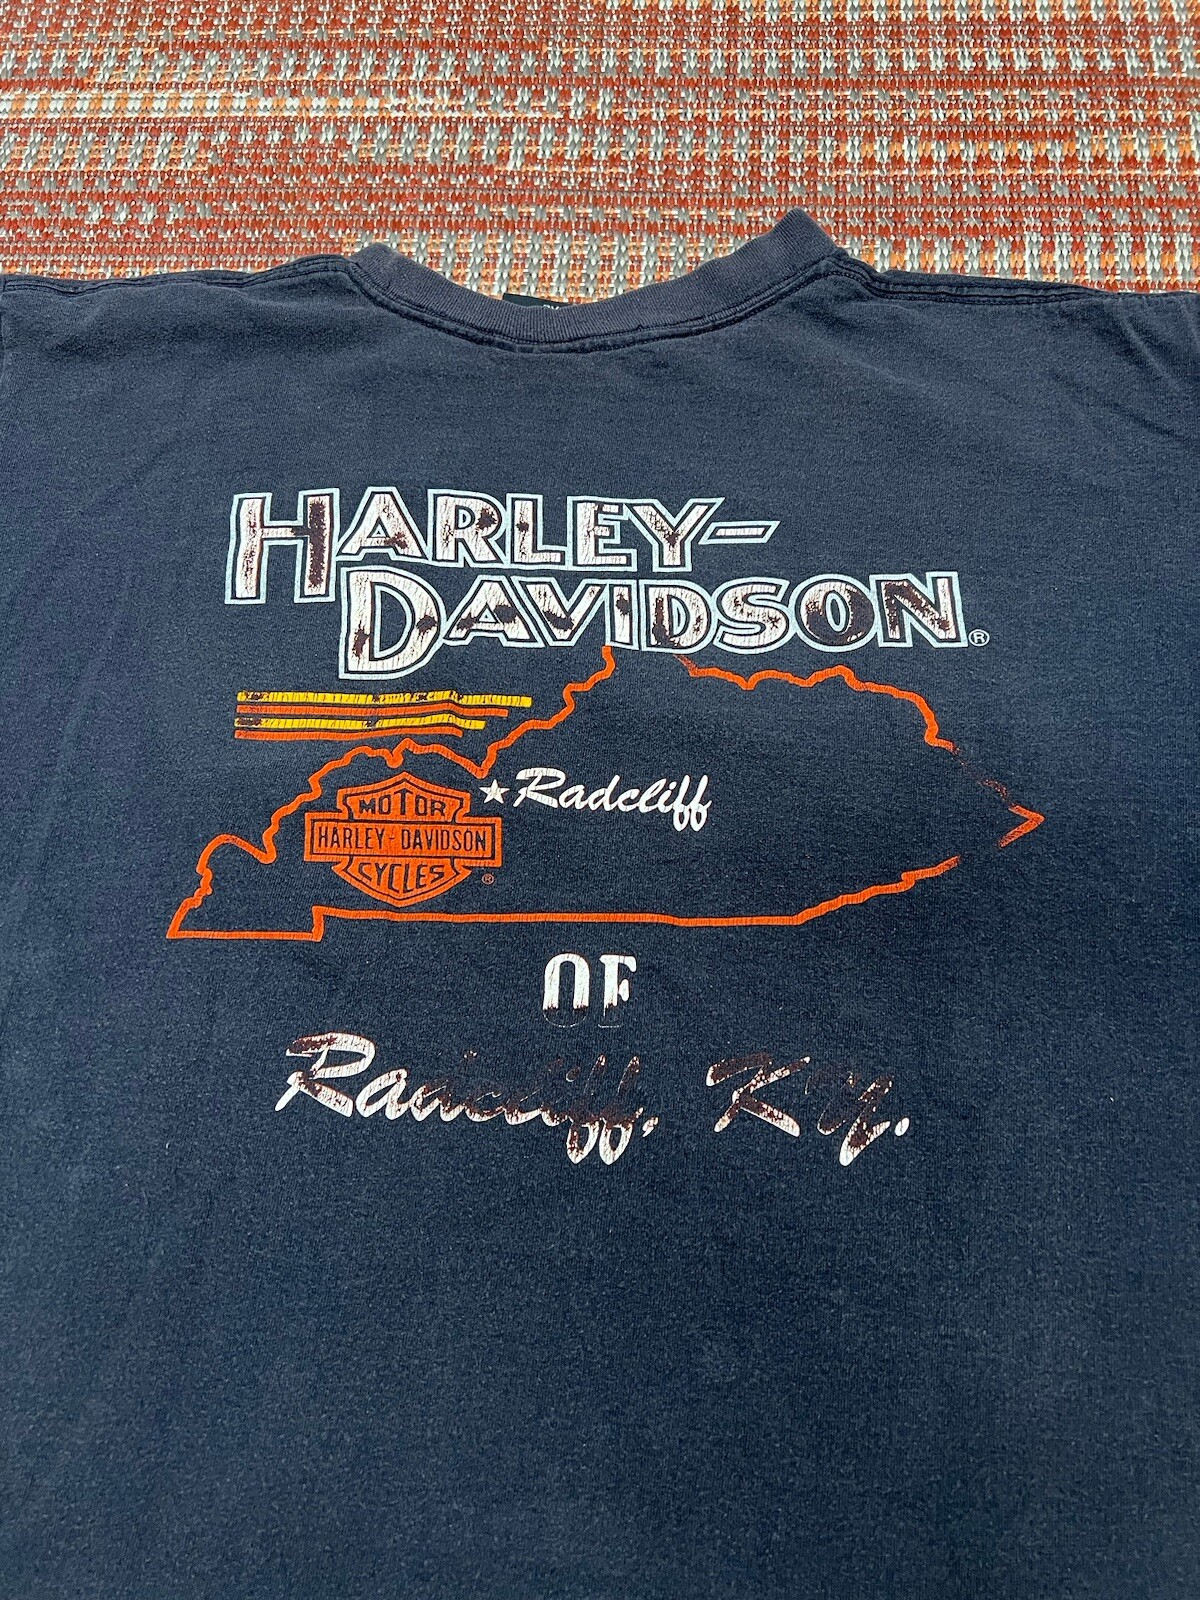 HARLEY-
DAVIDSON®
★Radcliff
MOTOR
HARLEY-DAVIDSON
CYCLES®
OF
Radcliff, Ky.